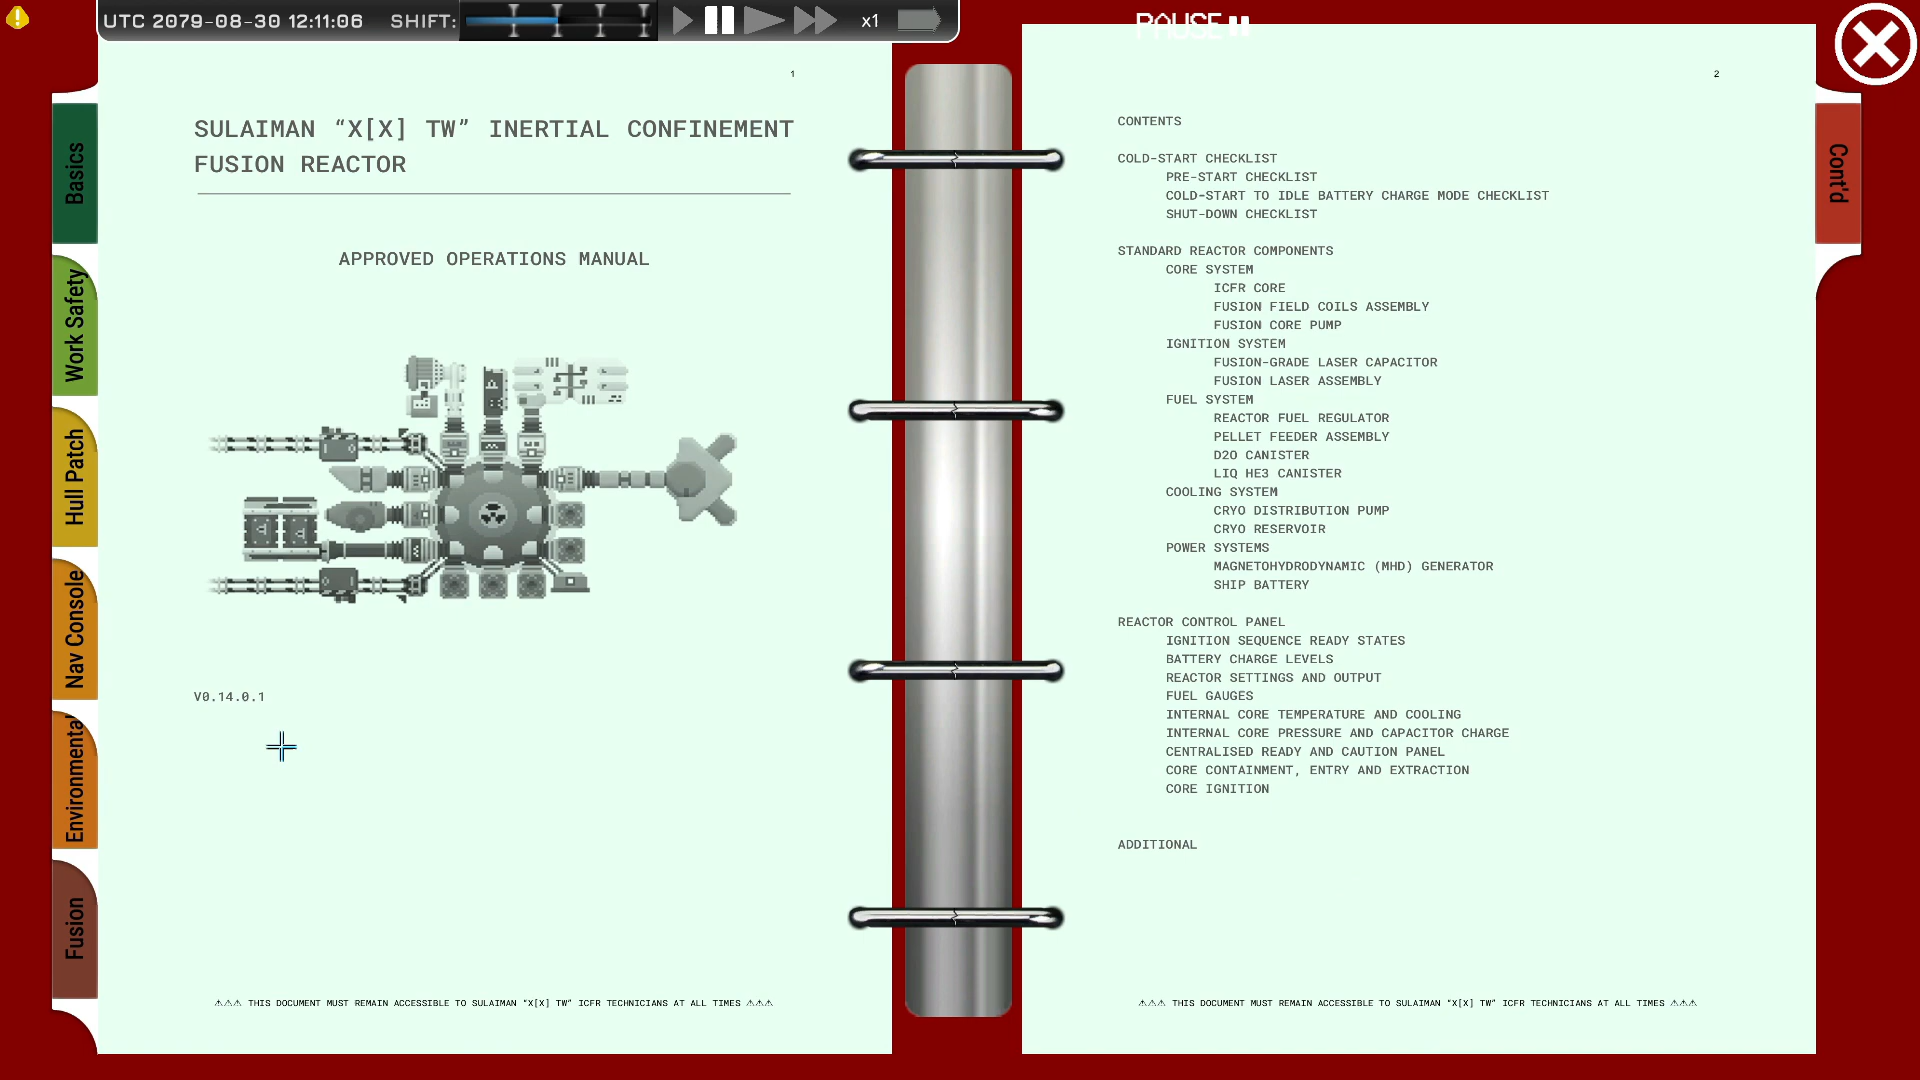 UTC 2079-08-30 12:11:06 SHIFT: x1
PAUSE
Basics
Work Safety
Hull Patch
Nav Console
Environmental
Fusion
Cont'd
1
SULAIMAN “X[X] TW” INERTIAL CONFINEMENT
FUSION REACTOR
APPROVED OPERATIONS MANUAL
V0.14.0.1
⚠⚠⚠ THIS DOCUMENT MUST REMAIN ACCESSIBLE TO SULAIMAN “X[X] TW” ICFR TECHNICIANS AT ALL TIMES ⚠⚠⚠
2
CONTENTS
COLD-START CHECKLIST
PRE-START CHECKLIST
COLD-START TO IDLE BATTERY CHARGE MODE CHECKLIST
SHUT-DOWN CHECKLIST
STANDARD REACTOR COMPONENTS
CORE SYSTEM
ICFR CORE
FUSION FIELD COILS ASSEMBLY
FUSION CORE PUMP
IGNITION SYSTEM
FUSION-GRADE LASER CAPACITOR
FUSION LASER ASSEMBLY
FUEL SYSTEM
REACTOR FUEL REGULATOR
PELLET FEEDER ASSEMBLY
D2O CANISTER
LIQ HE3 CANISTER
COOLING SYSTEM
CRYO DISTRIBUTION PUMP
CRYO RESERVOIR
POWER SYSTEMS
MAGNETOHYDRODYNAMIC (MHD) GENERATOR
SHIP BATTERY
REACTOR CONTROL PANEL
IGNITION SEQUENCE READY STATES
BATTERY CHARGE LEVELS
REACTOR SETTINGS AND OUTPUT
FUEL GAUGES
INTERNAL CORE TEMPERATURE AND COOLING
INTERNAL CORE PRESSURE AND CAPACITOR CHARGE
CENTRALISED READY AND CAUTION PANEL
CORE CONTAINMENT, ENTRY AND EXTRACTION
CORE IGNITION
ADDITIONAL
⚠⚠⚠ THIS DOCUMENT MUST REMAIN ACCESSIBLE TO SULAIMAN “X[X] TW” ICFR TECHNICIANS AT ALL TIMES ⚠⚠⚠